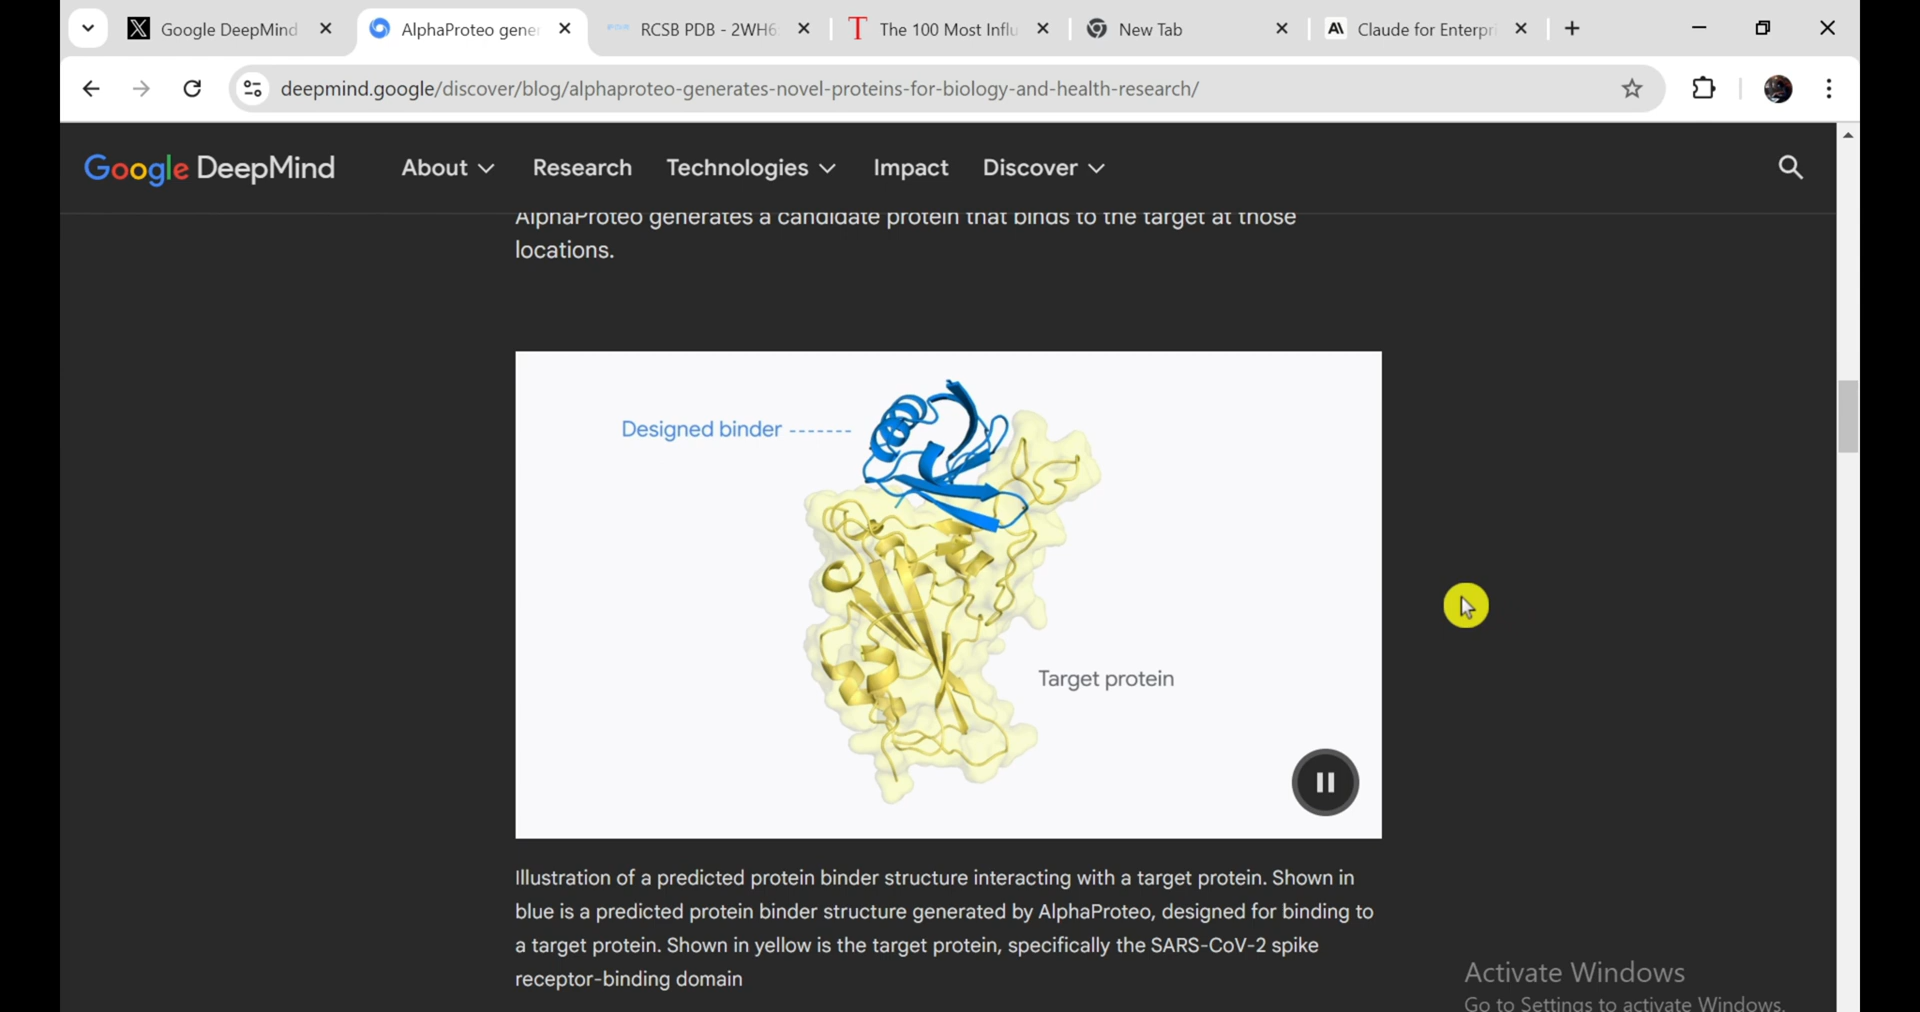 Google DeepMind
AlphaProteo gener
RCSB PDB - 2WH6:
T The 100 Most Influ
New Tab
A\ Claude for Enterpri
deepmind.google/discover/blog/alphaproteo-generates-novel-proteins-for-biology-and-health-research/
Google DeepMind
About
Research
Technologies
Impact
Discover
AlphaProteo generates a candidate protein that binds to the target at those
locations.
Designed binder
Target protein
Illustration of a predicted protein binder structure interacting with a target protein. Shown in
blue is a predicted protein binder structure generated by AlphaProteo, designed for binding to
a target protein. Shown in yellow is the target protein, specifically the SARS-CoV-2 spike
receptor-binding domain
Activate Windows
Go to Settings to activate Windows.